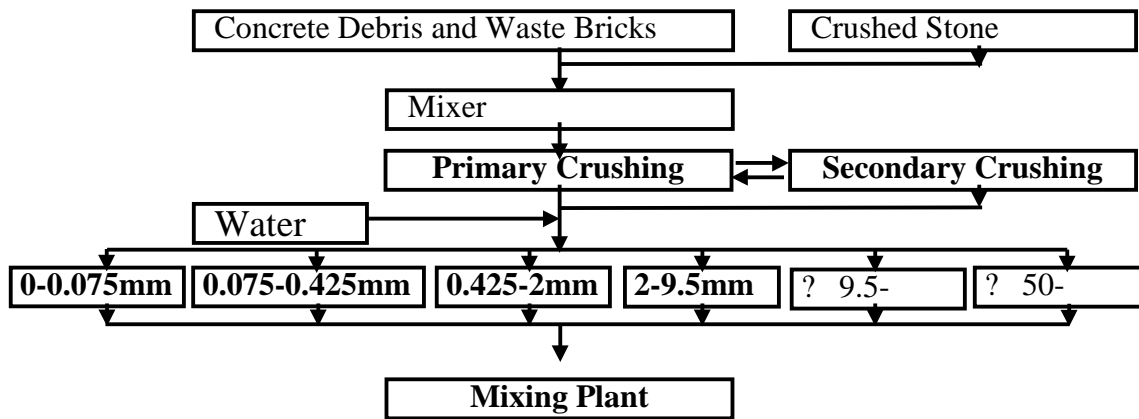 Concrete Debris and Waste Bricks
Crushed Stone
Mixer
Primary Crushing
Secondary Crushing
Water
0-0.075mm
0.075-0.425mm
0.425-2mm
2-9.5mm
? 9.5-
? 50-
Mixing Plant